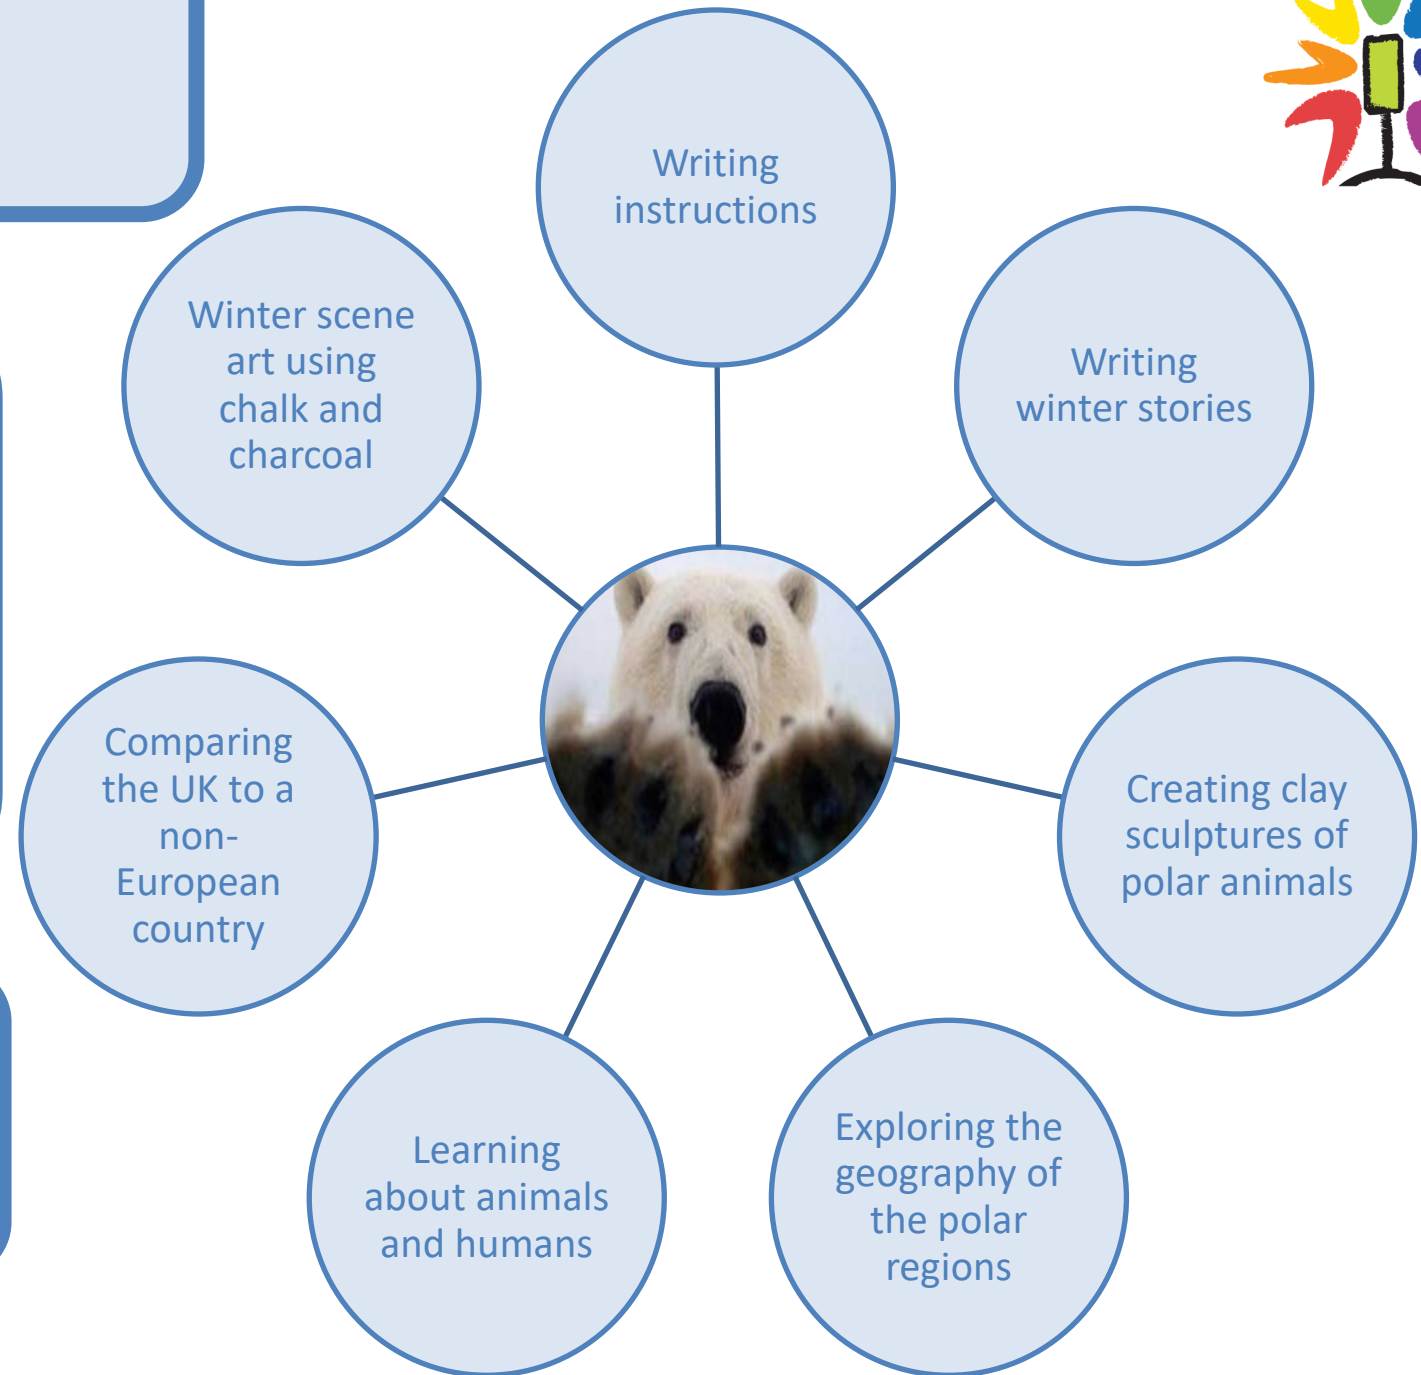 Writing
instructions
Writing
winter stories
Creating clay
sculptures of
polar animals
Exploring the
geography of
the polar
regions
Learning
about animals
and humans
Comparing
the UK to a
non-
European
country
Winter scene
art using
chalk and
charcoal